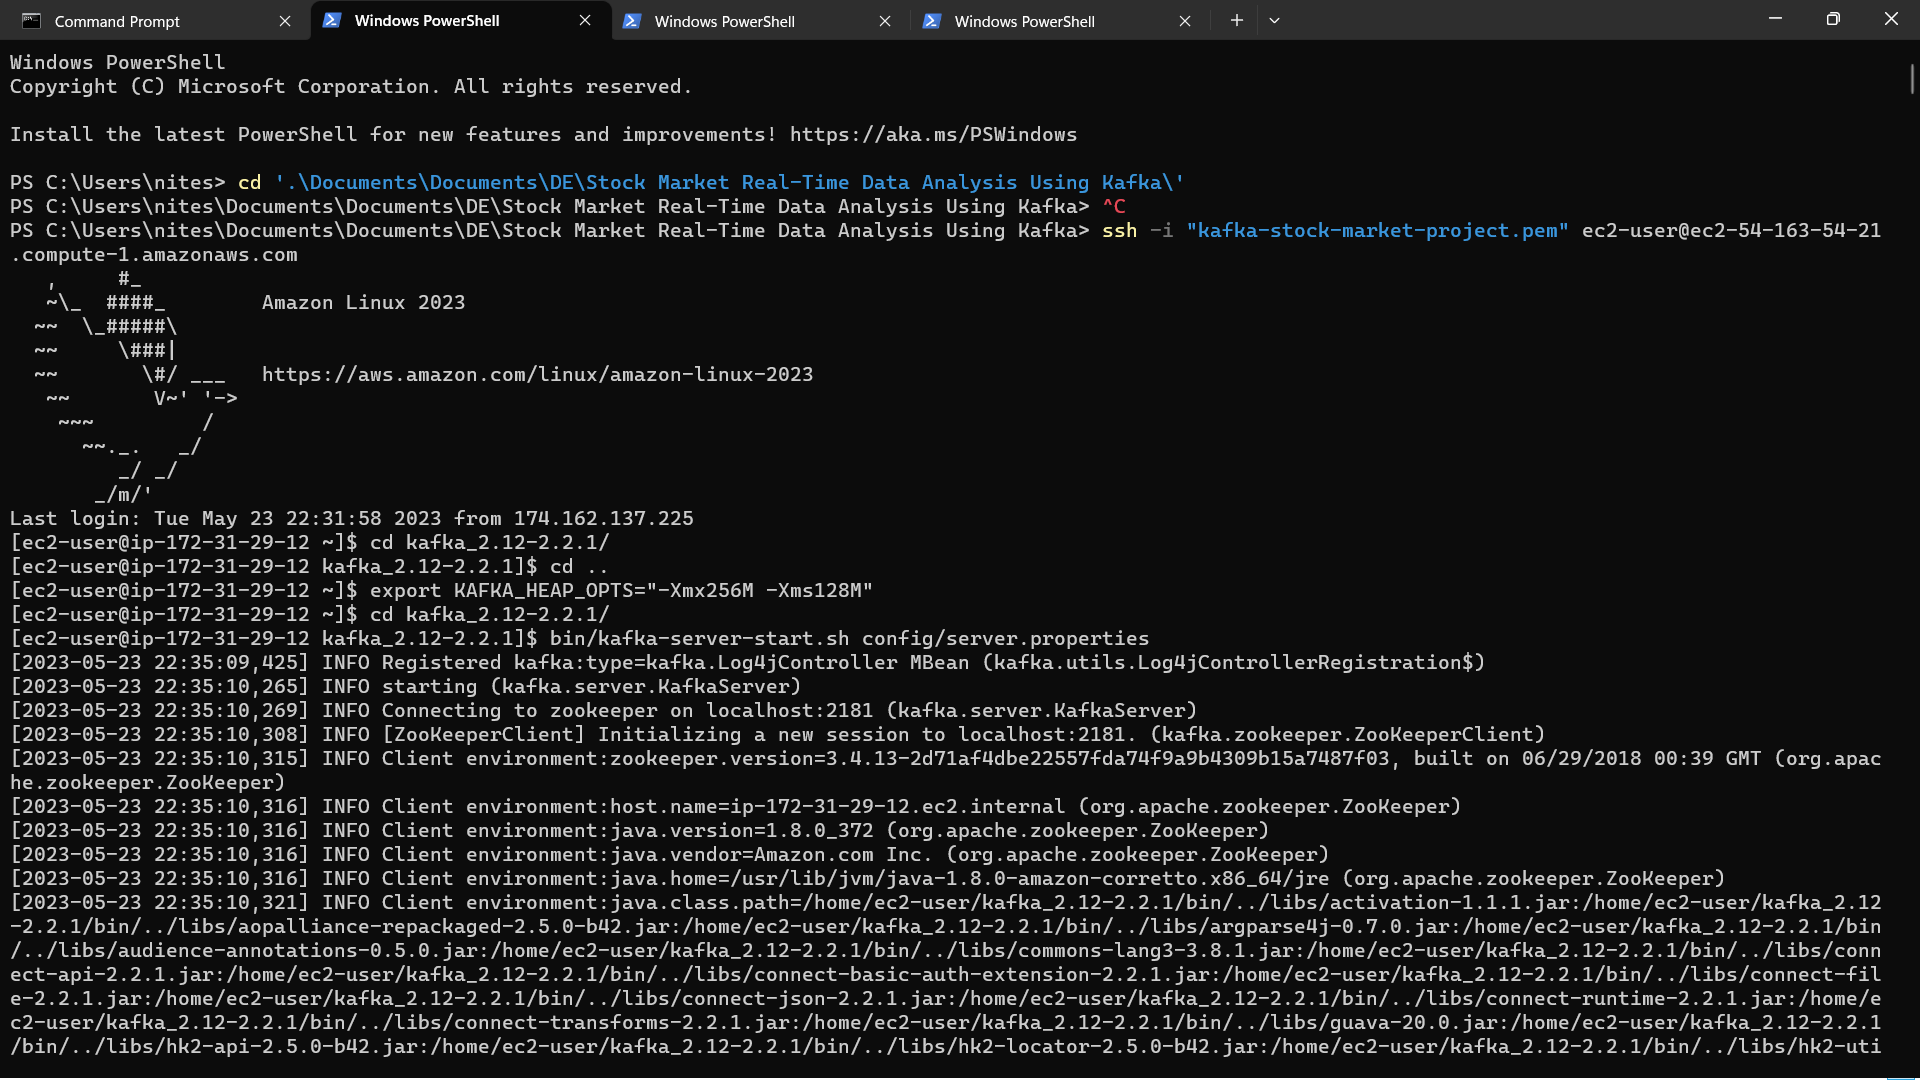 Command Prompt
Windows PowerShell
Windows PowerShell
Windows PowerShell
Windows PowerShell
Copyright (C) Microsoft Corporation. All rights reserved.
Install the latest PowerShell for new features and improvements! https://aka.ms/PSWindows
PS C:\Users\nites> cd '.\Documents\Documents\DE\Stock Market Real-Time Data Analysis Using Kafka\'
PS C:\Users\nites\Documents\Documents\DE\Stock Market Real-Time Data Analysis Using Kafka> ^C
PS C:\Users\nites\Documents\Documents\DE\Stock Market Real-Time Data Analysis Using Kafka> ssh -i "kafka-stock-market-project.pem" ec2-user@ec2-54-163-54-21
.compute-1.amazonaws.com
   ,     #_
   ~\_  ####_        Amazon Linux 2023
  ~~  \_#####\
  ~~     \###|
  ~~       \#/ ___   https://aws.amazon.com/linux/amazon-linux-2023
   ~~       V~' '->
    ~~~         /
      ~~._.   _/
         _/ _/
       _/m/'
Last login: Tue May 23 22:31:58 2023 from 174.162.137.225
[ec2-user@ip-172-31-29-12 ~]$ cd kafka_2.12-2.2.1/
[ec2-user@ip-172-31-29-12 kafka_2.12-2.2.1]$ cd ..
[ec2-user@ip-172-31-29-12 ~]$ export KAFKA_HEAP_OPTS="-Xmx256M -Xms128M"
[ec2-user@ip-172-31-29-12 ~]$ cd kafka_2.12-2.2.1/
[ec2-user@ip-172-31-29-12 kafka_2.12-2.2.1]$ bin/kafka-server-start.sh config/server.properties
[2023-05-23 22:35:09,425] INFO Registered kafka:type=kafka.Log4jController MBean (kafka.utils.Log4jControllerRegistration$)
[2023-05-23 22:35:10,265] INFO starting (kafka.server.KafkaServer)
[2023-05-23 22:35:10,269] INFO Connecting to zookeeper on localhost:2181 (kafka.server.KafkaServer)
[2023-05-23 22:35:10,308] INFO [ZooKeeperClient] Initializing a new session to localhost:2181. (kafka.zookeeper.ZooKeeperClient)
[2023-05-23 22:35:10,315] INFO Client environment:zookeeper.version=3.4.13-2d71af4dbe22557fda74f9a9b4309b15a7487f03, built on 06/29/2018 00:39 GMT (org.apac
he.zookeeper.ZooKeeper)
[2023-05-23 22:35:10,316] INFO Client environment:host.name=ip-172-31-29-12.ec2.internal (org.apache.zookeeper.ZooKeeper)
[2023-05-23 22:35:10,316] INFO Client environment:java.version=1.8.0_372 (org.apache.zookeeper.ZooKeeper)
[2023-05-23 22:35:10,316] INFO Client environment:java.vendor=Amazon.com Inc. (org.apache.zookeeper.ZooKeeper)
[2023-05-23 22:35:10,316] INFO Client environment:java.home=/usr/lib/jvm/java-1.8.0-amazon-corretto.x86_64/jre (org.apache.zookeeper.ZooKeeper)
[2023-05-23 22:35:10,321] INFO Client environment:java.class.path=/home/ec2-user/kafka_2.12-2.2.1/bin/../libs/activation-1.1.1.jar:/home/ec2-user/kafka_2.12
-2.2.1/bin/../libs/aopalliance-repackaged-2.5.0-b42.jar:/home/ec2-user/kafka_2.12-2.2.1/bin/../libs/argparse4j-0.7.0.jar:/home/ec2-user/kafka_2.12-2.2.1/bin
/../libs/audience-annotations-0.5.0.jar:/home/ec2-user/kafka_2.12-2.2.1/bin/../libs/commons-lang3-3.8.1.jar:/home/ec2-user/kafka_2.12-2.2.1/bin/../libs/conn
ect-api-2.2.1.jar:/home/ec2-user/kafka_2.12-2.2.1/bin/../libs/connect-basic-auth-extension-2.2.1.jar:/home/ec2-user/kafka_2.12-2.2.1/bin/../libs/connect-fil
e-2.2.1.jar:/home/ec2-user/kafka_2.12-2.2.1/bin/../libs/connect-json-2.2.1.jar:/home/ec2-user/kafka_2.12-2.2.1/bin/../libs/connect-runtime-2.2.1.jar:/home/e
c2-user/kafka_2.12-2.2.1/bin/../libs/connect-transforms-2.2.1.jar:/home/ec2-user/kafka_2.12-2.2.1/bin/../libs/guava-20.0.jar:/home/ec2-user/kafka_2.12-2.2.1
/bin/../libs/hk2-api-2.5.0-b42.jar:/home/ec2-user/kafka_2.12-2.2.1/bin/../libs/hk2-locator-2.5.0-b42.jar:/home/ec2-user/kafka_2.12-2.2.1/bin/../libs/hk2-uti